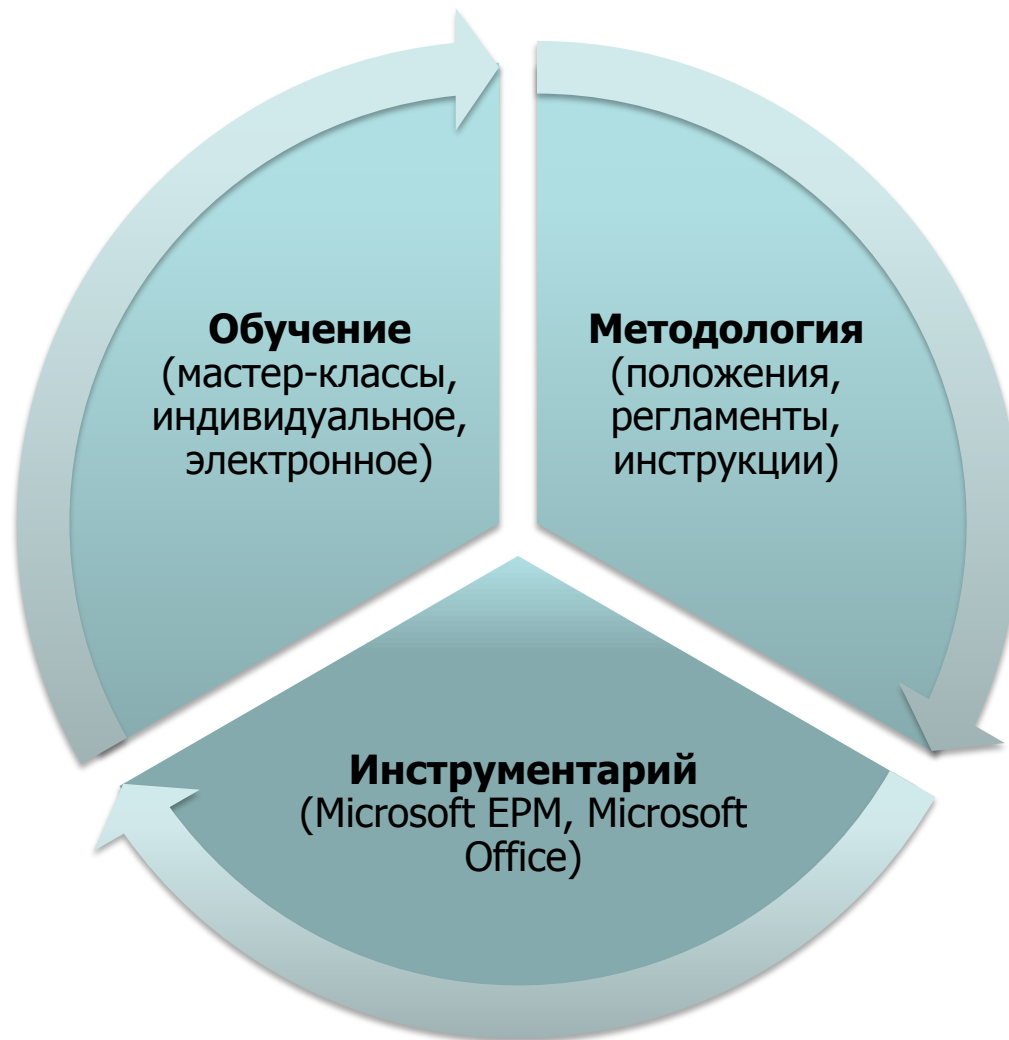 Обучение
(мастер-классы,
индивидуальное,
электронное)
Методология
(положения,
регламенты,
инструкции)
Инструментарий
(Microsoft EPM, Microsoft
Office)